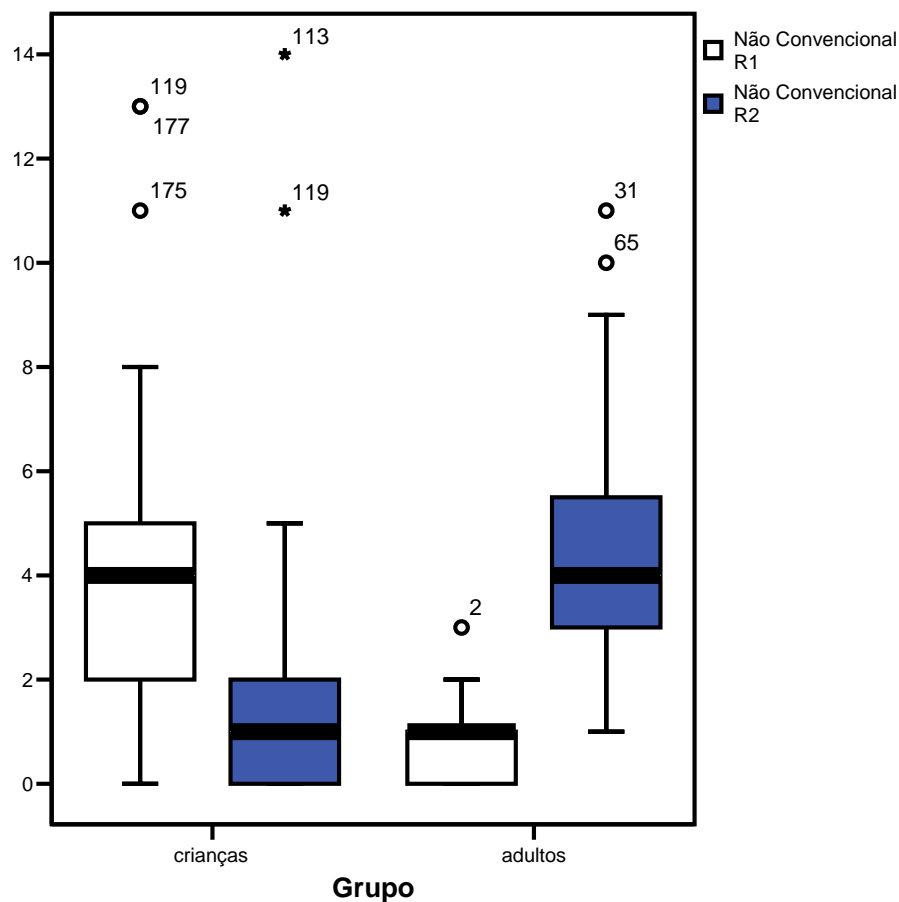 14
12
10
8
6
4
2
0
119
177
175
113
119
2
31
65
crianças
adultos
Grupo
Não Convencional
R1
Não Convencional
R2